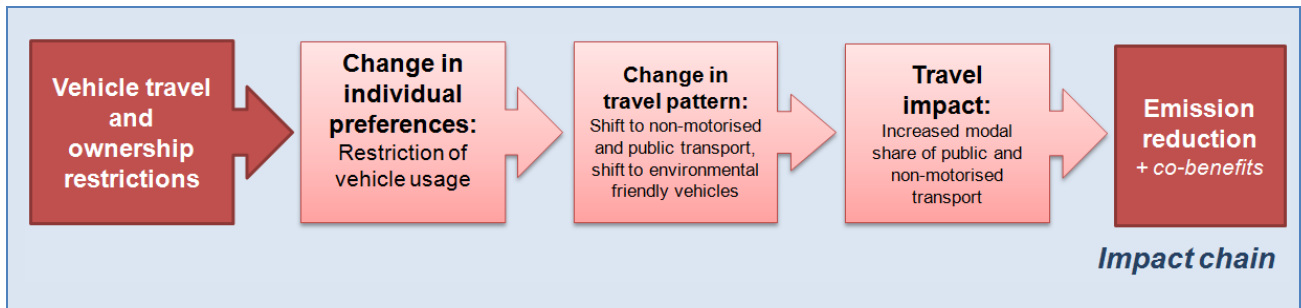 Vehicle travel
and
ownership
restrictions
Change in
individual
preferences:
Restriction of
vehicle usage
Change in
travel pattern:
Shift to non-motorised
and public transport,
shift to environmental
friendly vehicles
Travel
impact:
Increased modal
share of public and
non-motorised
transport
Emission
reduction
+ co-benefits
Impact chain